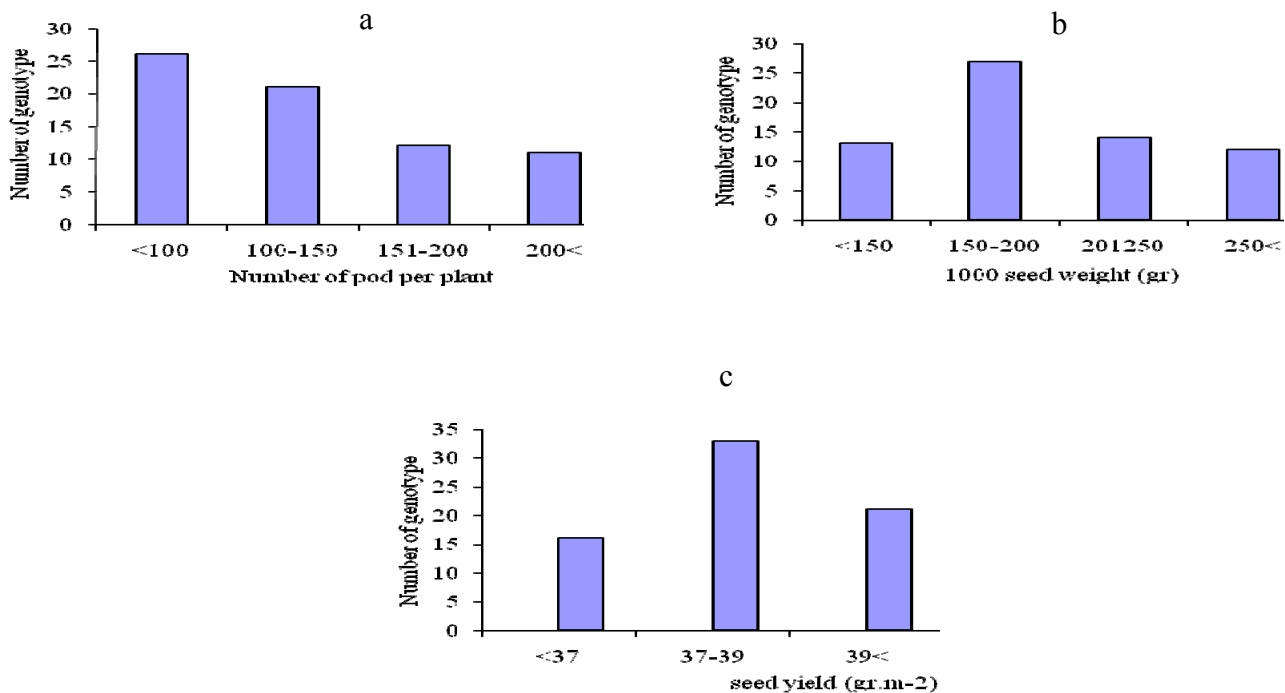 a
Number of genotype
30
25
20
15
10
5
0
<100 100-150 151-200 200<
Number of pod per plant
b
Number of genotype
30
25
20
15
10
5
0
<150 150-200 201250 250<
1000 seed weight (gr)
c
Number of genotype
35
30
25
20
15
10
5
0
<37 37-39 39<
seed yield (gr.m-2)